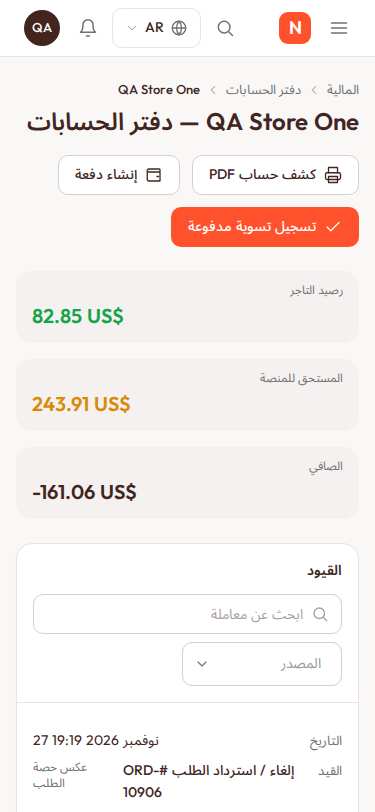 N
AR
QA
المالية > دفتر الحسابات > QA Store One
QA Store One — دفتر الحسابات
كشف حساب PDF
إنشاء دفعة
تسجيل تسوية مدفوعة
رصيد التاجر
82.85 US$
المستحق للمنصة
243.91 US$
الصافي
-161.06 US$
القيود
ابحث عن معاملة
المصدر
التاريخ
27 نوفمبر 2026 19:19
القيد
إلغاء / استرداد الطلب #ORD-
10906
عكس حصة
الطلب